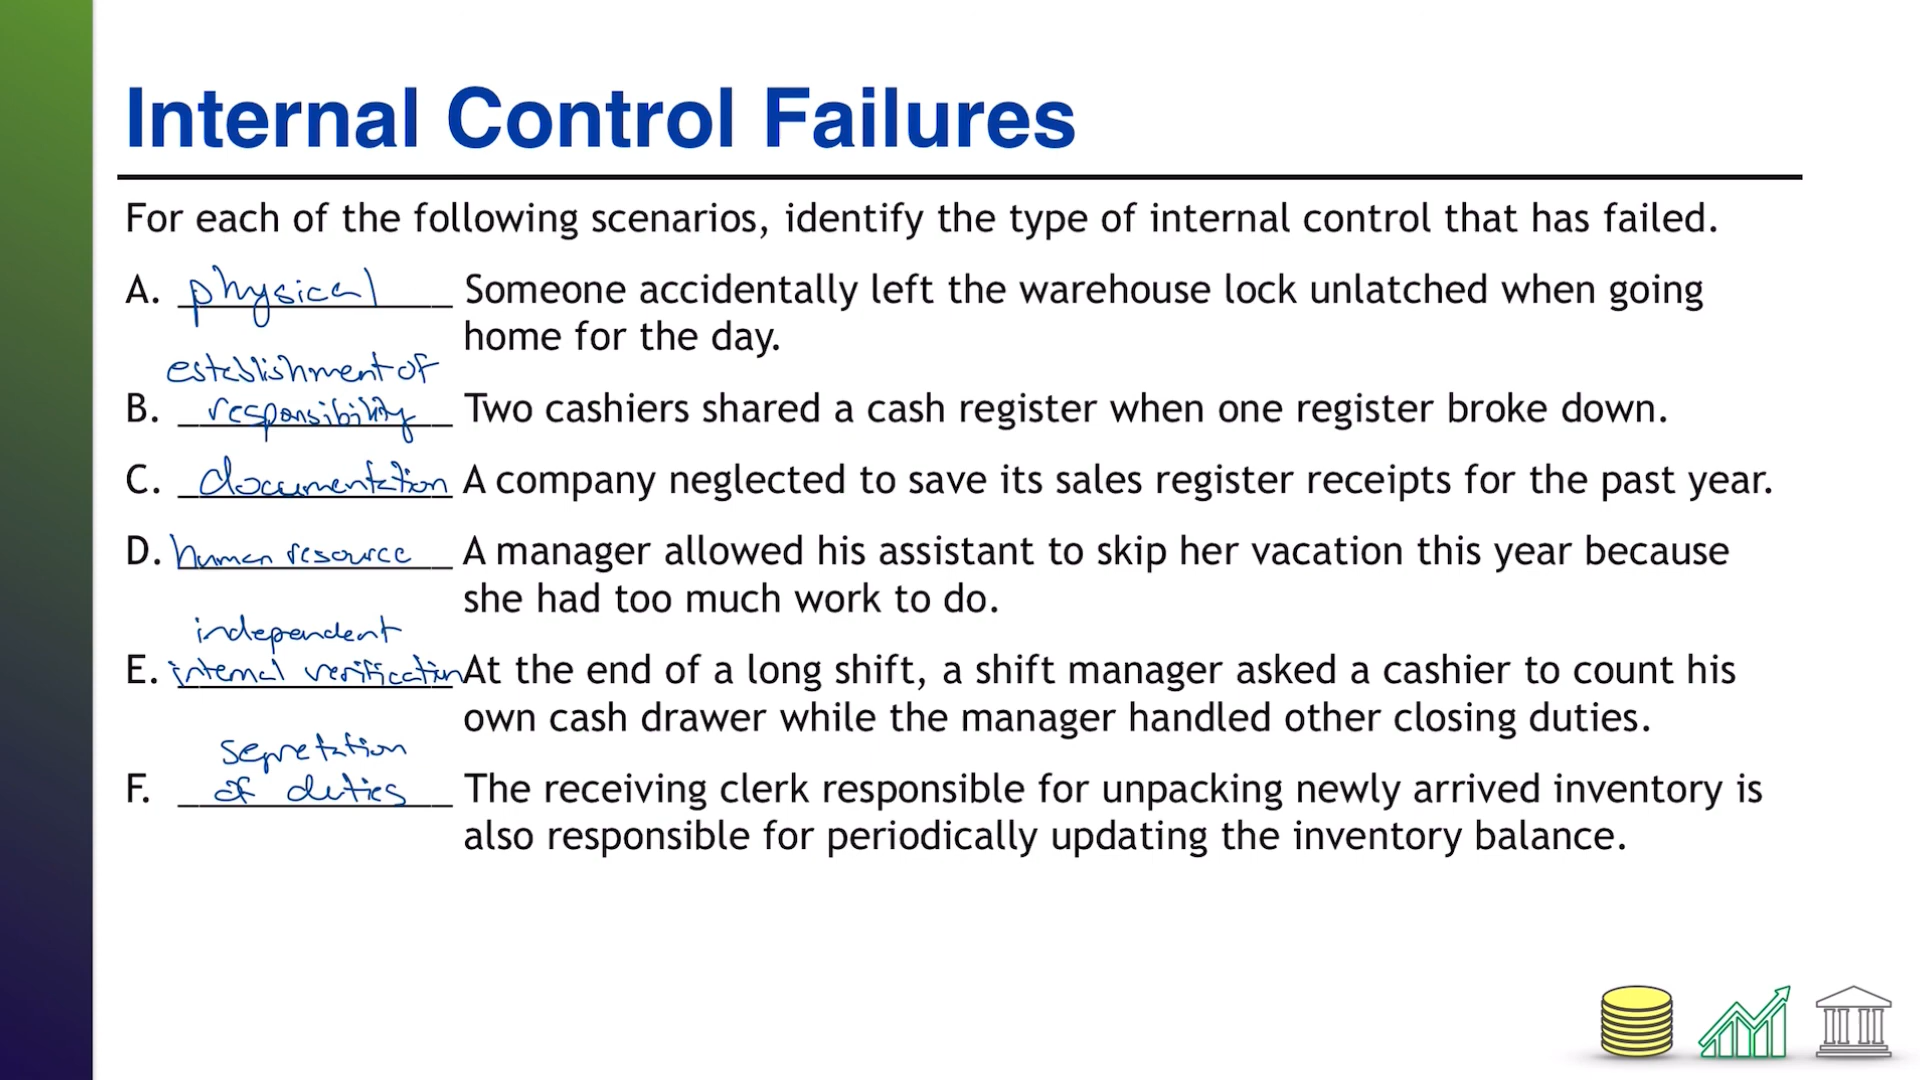 Internal Control Failures
For each of the following scenarios, identify the type of internal control that has failed.
A. physical Someone accidentally left the warehouse lock unlatched when going
home for the day.
establishment of
B. responsibility Two cashiers shared a cash register when one register broke down.
C. documentation A company neglected to save its sales register receipts for the past year.
D. human resource A manager allowed his assistant to skip her vacation this year because
she had too much work to do.
independent
E. internal verification At the end of a long shift, a shift manager asked a cashier to count his
own cash drawer while the manager handled other closing duties.
separation
F. of duties The receiving clerk responsible for unpacking newly arrived inventory is
also responsible for periodically updating the inventory balance.